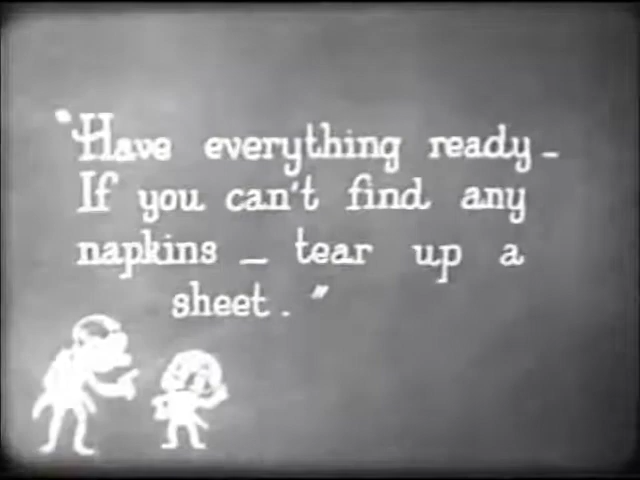 "Have everything ready –
If you can't find any
napkins – tear up a
sheet."